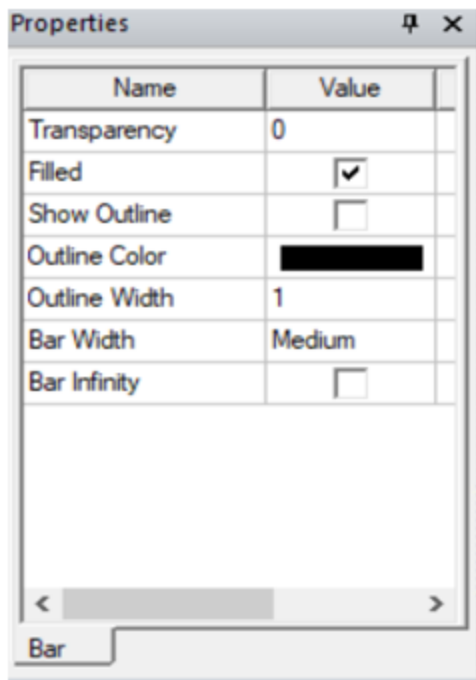 Properties
Name Value
Transparency 0
Filled
Show Outline
Outline Color
Outline Width 1
Bar Width Medium
Bar Infinity
Bar